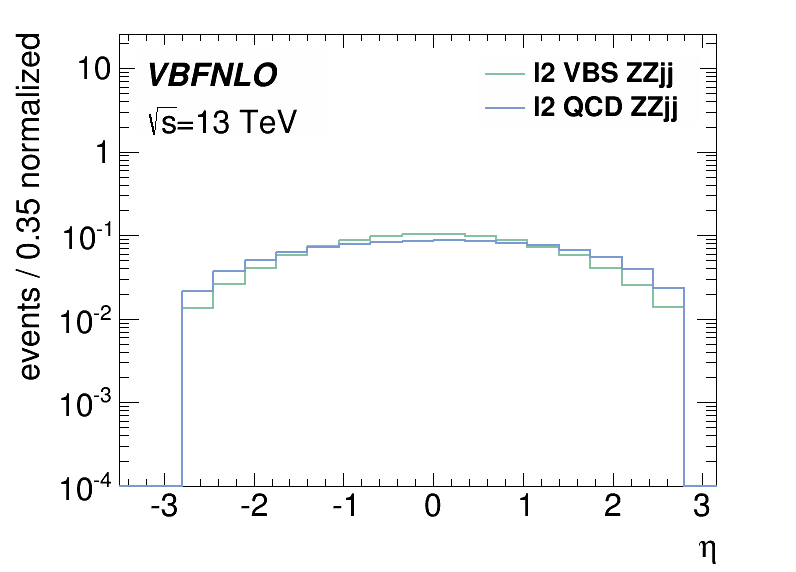 VBFNLO
√s=13 TeV
l2 VBS ZZjj
l2 QCD ZZjj
events / 0.35 normalized
10
1
10⁻¹
10⁻²
10⁻³
10⁻⁴
-3 -2 -1 0 1 2 3
η